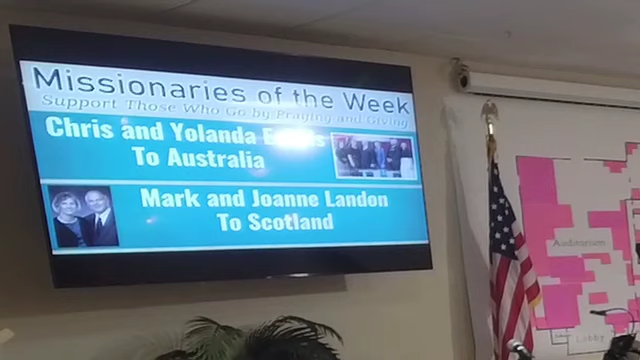 Missionaries of the Week
Support Those Who Go by Praying and Giving
Chris and Yolanda
To Australia
Mark and Joanne Landon
To Scotland
Auditorium
Lobby